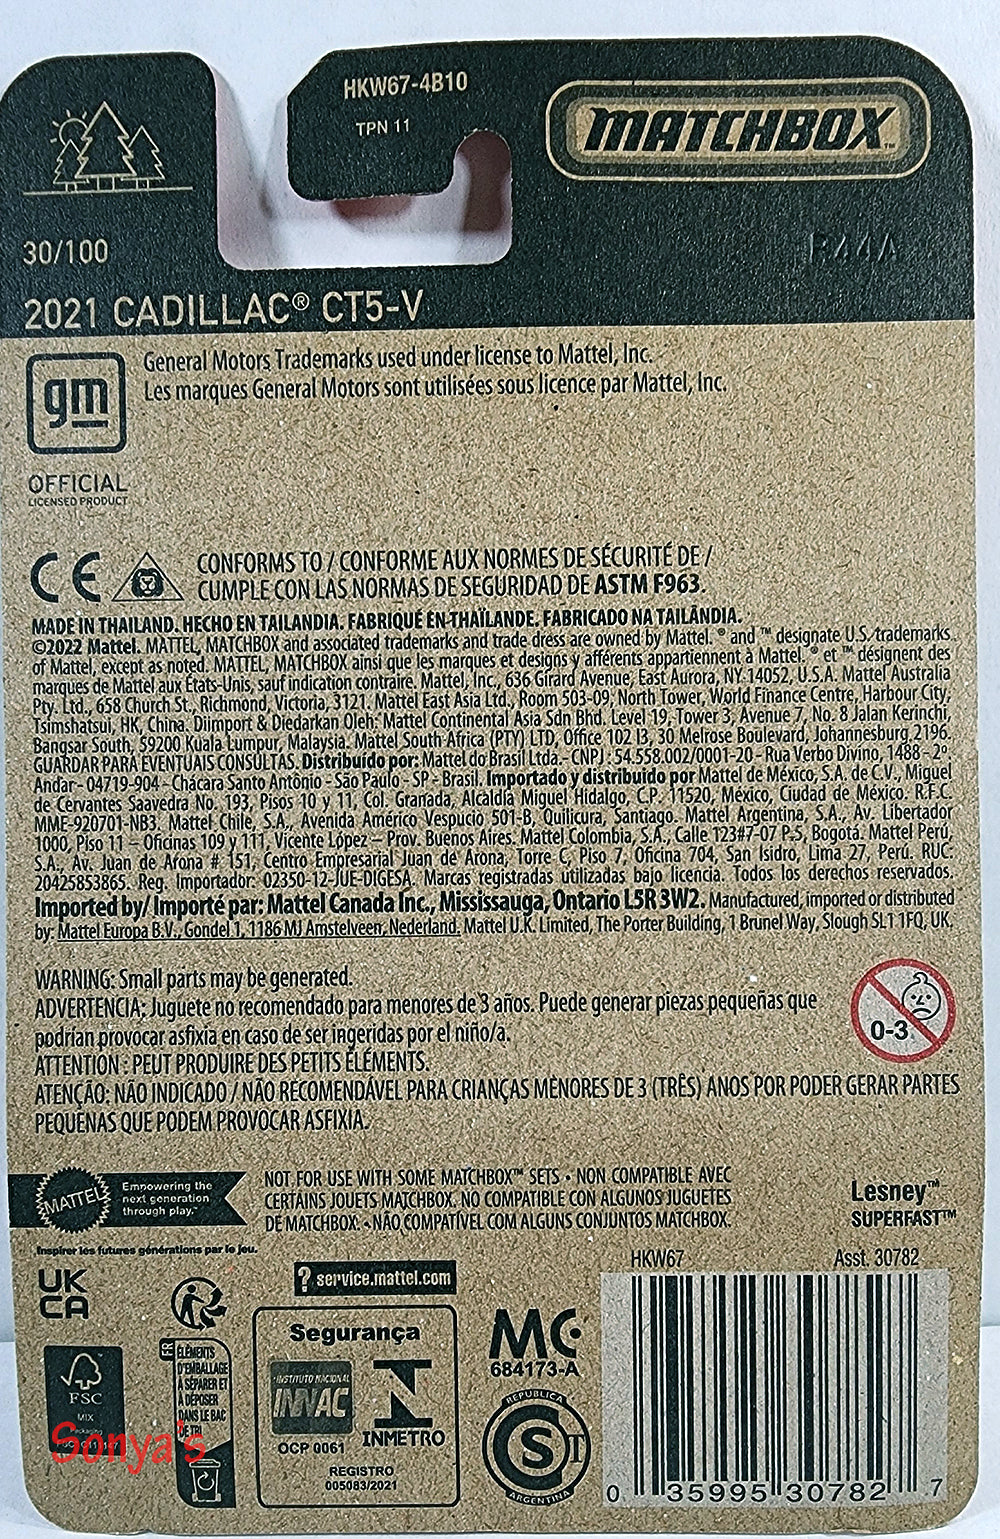 HKW67-4B10
TPN 11
MATCHBOX™
30/100
R44A
2021 CADILLAC® CT5-V
gm
General Motors Trademarks used under license to Mattel, Inc.
Les marques General Motors sont utilisées sous licence par Mattel, Inc.
OFFICIAL
LICENSED PRODUCT
CE
CONFORMS TO / CONFORME AUX NORMES DE SÉCURITÉ DE /
CUMPLE CON LAS NORMAS DE SEGURIDAD DE ASTM F963.
MADE IN THAILAND. HECHO EN TAILANDIA. FABRIQUÉ EN THAÏLANDE. FABRICADO NA TAILÂNDIA.
©2022 Mattel. MATTEL, MATCHBOX and associated trademarks and trade dress are owned by Mattel. ® and ™ designate U.S. trademarks
of Mattel, except as noted. MATTEL, MATCHBOX ainsi que les marques et designs y afférents appartiennent à Mattel. ® et ™ désignent des
marques de Mattel aux États-Unis, sauf indication contraire. Mattel, Inc., 636 Girard Avenue, East Aurora, NY 14052, U.S.A. Mattel Australia
Pty. Ltd., 658 Church St., Richmond, Victoria, 3121. Mattel East Asia Ltd., Room 503-09, North Tower, World Finance Centre, Harbour City,
Tsimshatsui, HK, China. Diimport & Diedarkan Oleh: Mattel Continental Asia Sdn Bhd. Level 19, Tower 3, Avenue 7, No. 8 Jalan Kerinchi,
Bangsar South, 59200 Kuala Lumpur, Malaysia. Mattel South Africa (PTY) LTD, Office 102 I3, 30 Melrose Boulevard, Johannesburg 2196.
GUARDAR PARA EVENTUAIS CONSULTAS. Distribuído por: Mattel do Brasil Ltda.- CNPJ : 54.558.002/0001-20 - Rua Verbo Divino, 1488 – 2º.
Andar - 04719-904 - Chácara Santo Antônio - São Paulo - SP - Brasil. Importado y distribuido por Mattel de México, S.A. de C.V., Miguel
de Cervantes Saavedra No. 193, Pisos 10 y 11, Col. Granada, Alcaldía Miguel Hidalgo, C.P. 11520, México, Ciudad de México. R.F.C.
MME-920701-NB3. Mattel Chile, S.A., Avenida Américo Vespucio 501-B, Quilicura, Santiago. Mattel Argentina, S.A., Av. Libertador
1000, Piso 11 – Oficinas 109 y 111, Vicente López – Prov. Buenos Aires. Mattel Colombia, S.A., Calle 123#7-07 P.5, Bogotá. Mattel Perú,
S.A., Av. Juan de Arona # 151, Centro Empresarial Juan de Arona, Torre C, Piso 7, Oficina 704, San Isidro, Lima 27, Perú. RUC:
20425853865. Reg. Importador: 02350-12-JUE-DIGESA. Marcas registradas utilizadas bajo licencia. Todos los derechos reservados.
Imported by/ Importé par: Mattel Canada Inc., Mississauga, Ontario L5R 3W2. Manufactured, imported or distributed
by: Mattel Europa B.V., Gondel 1, 1186 MJ Amstelveen, Nederland. Mattel U.K. Limited, The Porter Building, 1 Brunel Way, Slough SL1 1FQ, UK.
WARNING: Small parts may be generated.
ADVERTENCIA: Juguete no recomendado para menores de 3 años. Puede generar piezas pequeñas que
podrían provocar asfixia en caso de ser ingeridas por el niño/a.
ATTENTION : PEUT PRODUIRE DES PETITS ÉLÉMENTS.
ATENÇÃO: NÃO INDICADO / NÃO RECOMENDÁVEL PARA CRIANÇAS MENORES DE 3 (TRÊS) ANOS POR PODER GERAR PARTES
PEQUENAS QUE PODEM PROVOCAR ASFIXIA.
0-3
MATTEL
Empowering the
next generation
through play.™
Inspirer les futures générations par le jeu.
NOT FOR USE WITH SOME MATCHBOX™ SETS • NON COMPATIBLE AVEC
CERTAINS JOUETS MATCHBOX. NO COMPATIBLE CON ALGUNOS JUGUETES
DE MATCHBOX. • NÃO COMPATÍVEL COM ALGUNS CONJUNTOS MATCHBOX.
Lesney™
SUPERFAST™
HKW67 Asst. 30782
UK
CA
? service.mattel.com
FR
ÉLÉMENTS
D'EMBALLAGE
À SÉPARER ET
À DÉPOSER
DANS LE BAC
DE TRI
FSC
MIX
Sonya's
Segurança
INSTITUTO NACIONAL
INNAC
OCP 0061
INMETRO
REGISTRO
005083/2021
MC
684173-A
REPUBLICA
CST
ARGENTINA
0 35995 30782 7